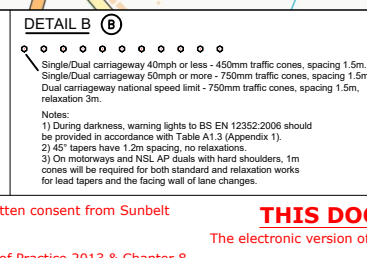 DETAIL B B
Single/Dual carriageway 40mph or less - 450mm traffic cones, spacing 1.5m.
Single/Dual carriageway 50mph or more - 750mm traffic cones, spacing 1.5m
Dual carriageway national speed limit - 750mm traffic cones, spacing 1.5m,
relaxation 3m.
Notes:
1) During darkness, warning lights to BS EN 12352:2006 should
be provided in accordance with Table A1.3 (Appendix 1).
2) 45° tapers have 1.2m spacing, no relaxations.
3) On motorways and NSL AP duals with hard shoulders, 1m
cones will be required for both standard and relaxation works
for lead tapers and the facing wall of lane changes.
tten consent from Sunbelt
THIS DO
The electronic version of
of Practice 2013 & Chapter 8